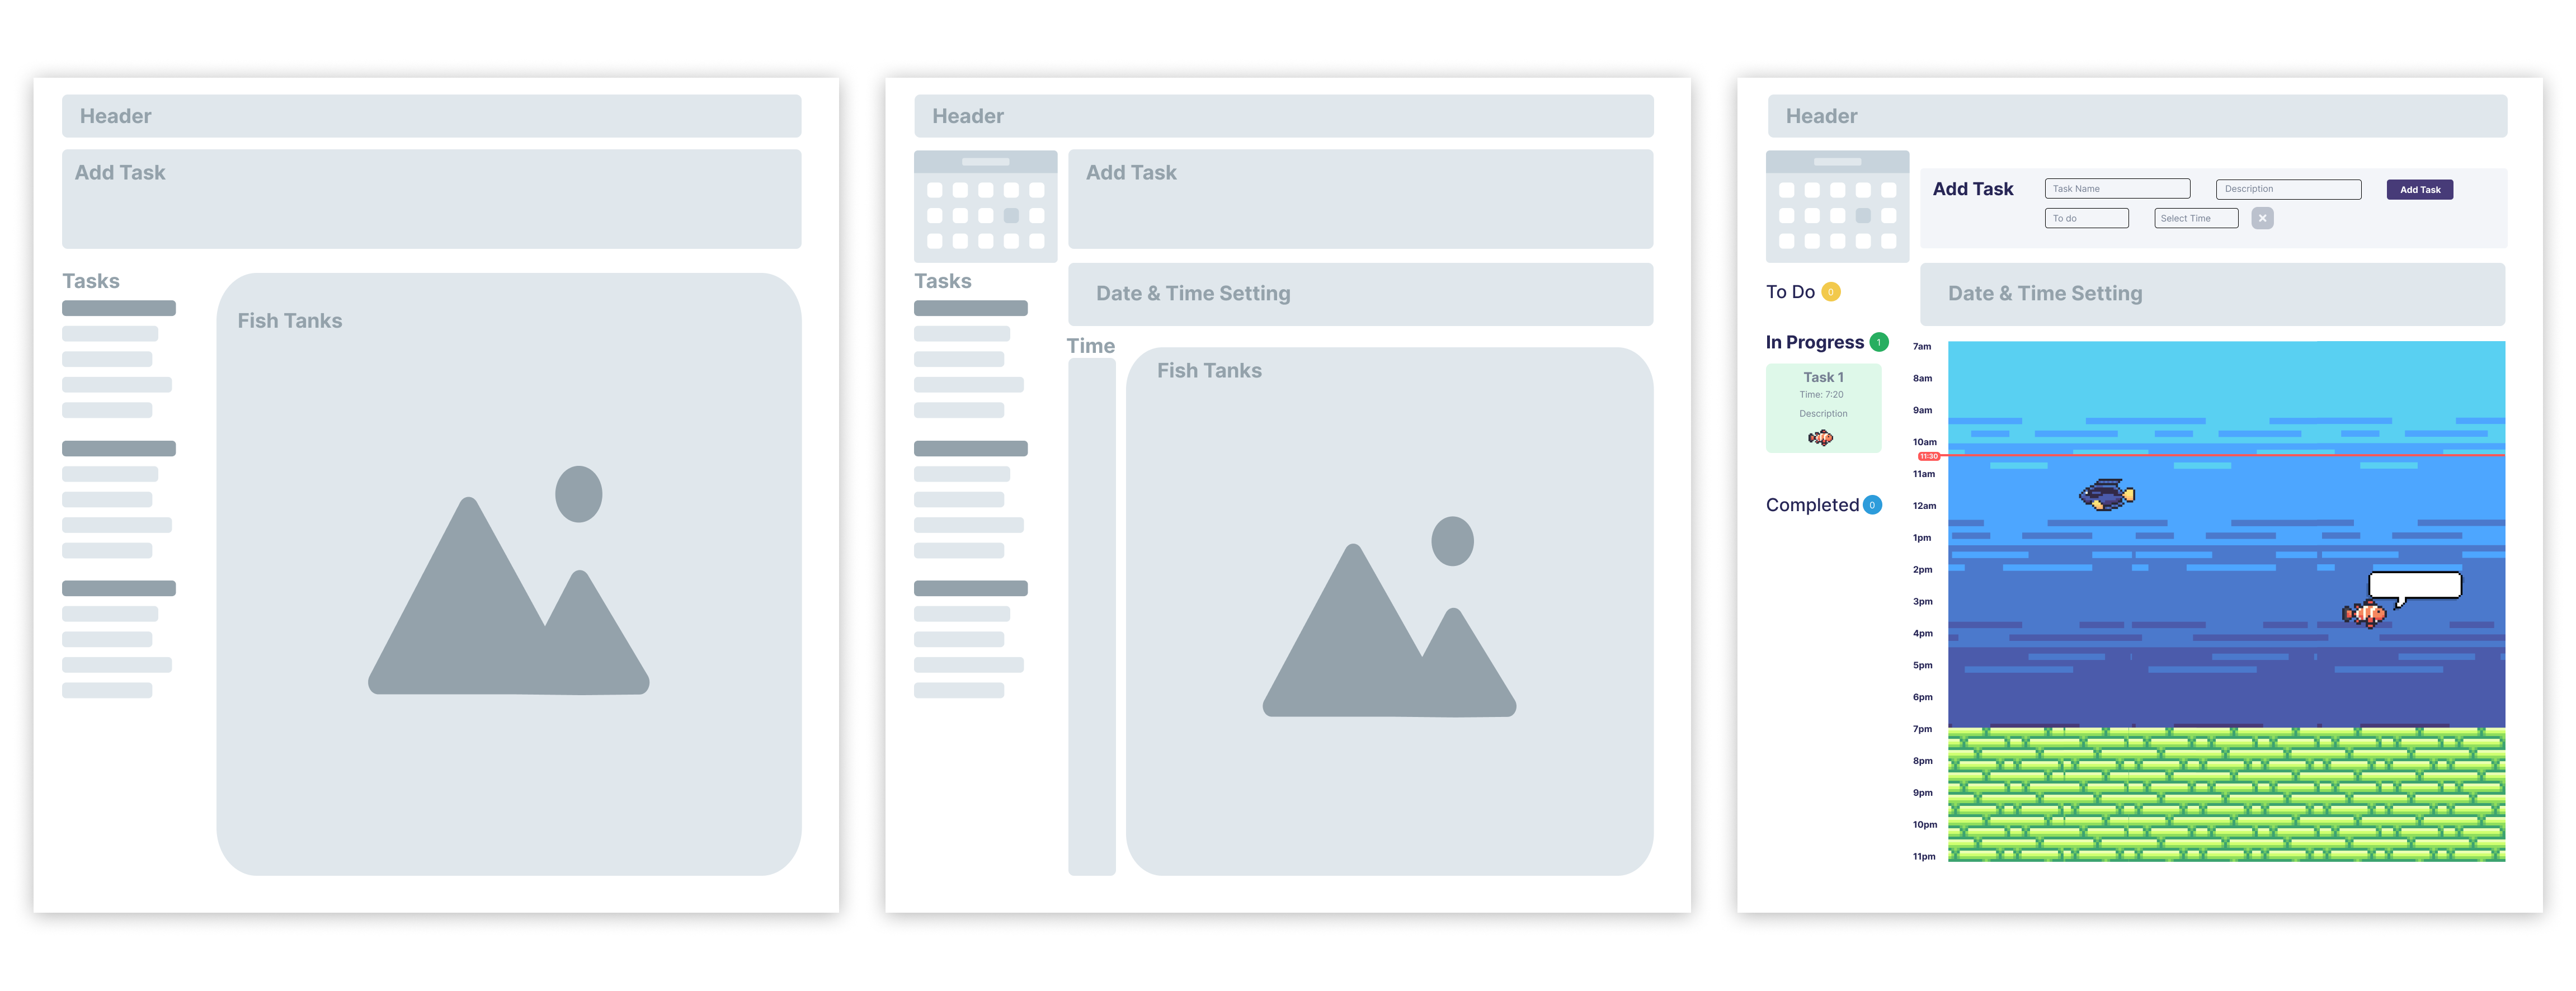 Header
Add Task
Tasks
Fish Tanks
Header
Add Task
Tasks
Date & Time Setting
Time
Fish Tanks
Header
Add Task
Task Name
Description
Add Task
To do
Select Time
To Do 0
Date & Time Setting
In Progress 1
Task 1
Time: 7:20
Description
Completed 0
7am
8am
9am
10am
11:30
11am
12am
1pm
2pm
3pm
4pm
5pm
6pm
7pm
8pm
9pm
10pm
11pm